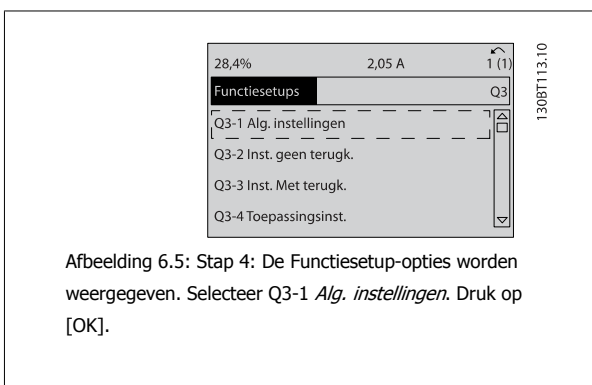 28,4% 2,05 A 1 (1)
Functiesetups Q3
Q3-1 Alg. instellingen
Q3-2 Inst. geen terugk.
Q3-3 Inst. Met terugk.
Q3-4 Toepassingsinst.
130BT113.10
Afbeelding 6.5: Stap 4: De Functiesetup-opties worden
weergegeven. Selecteer Q3-1 Alg. instellingen. Druk op
[OK].